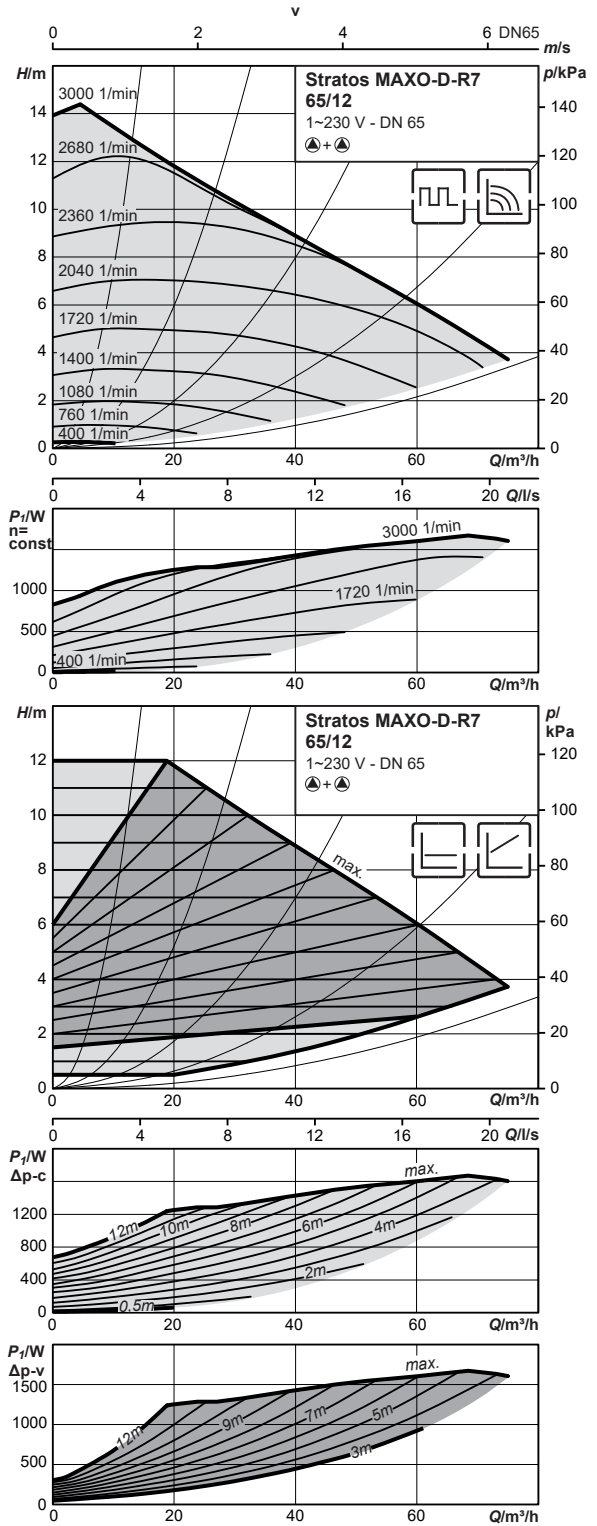 v
0 2 4 6 DN65
m/s
H/m p/kPa
Stratos MAXO-D-R7
65/12
1~230 V - DN 65
+
3000 1/min
14 140
2680 1/min
12 120
10 100
2360 1/min
8 80
2040 1/min
6 60
1720 1/min
4 40
1400 1/min
1080 1/min
2 20
760 1/min
400 1/min
0 0
0 20 40 60 Q/m³/h
0 4 8 12 16 20 Q/l/s
P1/W
n=
const
3000 1/min
1000
1720 1/min
500
400 1/min
0
0 20 40 60 Q/m³/h
H/m p/
kPa
Stratos MAXO-D-R7
65/12
1~230 V - DN 65
+
12 120
10 100
max.
8 80
6 60
4 40
2 20
0 0
0 20 40 60 Q/m³/h
0 4 8 12 16 20 Q/l/s
P1/W
Δp-c
max.
1200
12m 10m 8m 6m 4m
800
400
2m
0.5m
0
0 20 40 60 Q/m³/h
P1/W
Δp-v
max.
1500
12m 9m 7m 5m
1000
3m
500
0
0 20 40 60 Q/m³/h